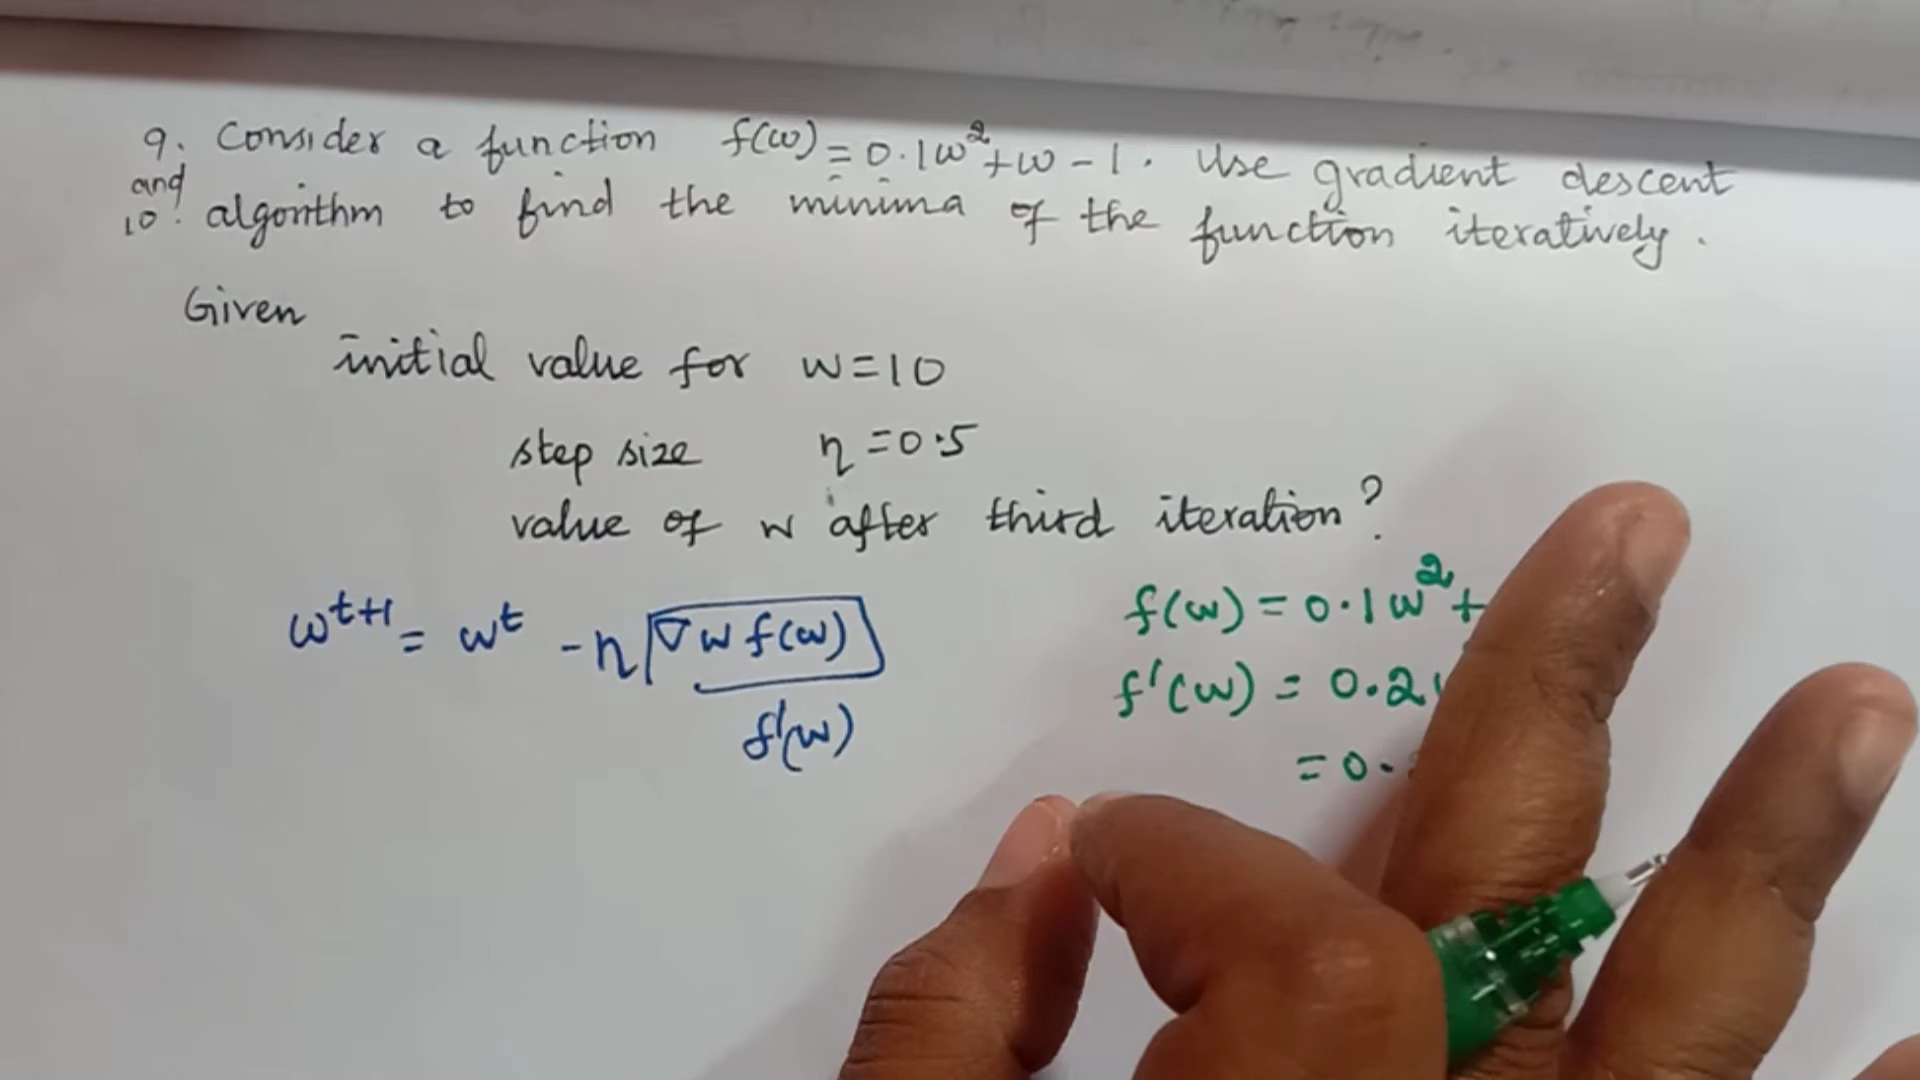 9. Consider a function f(w) = 0.1w²+w-1. Use gradient descent
and
10. algorithm to find the minima of the function iteratively.
Given
initial value for w=10
step size η=0.5
value of w after third iteration?
w^{t+1} = w^t - η ∇w f(w)
f'(w)
f(w) = 0.1w²+
f'(w) = 0.2
= 0.